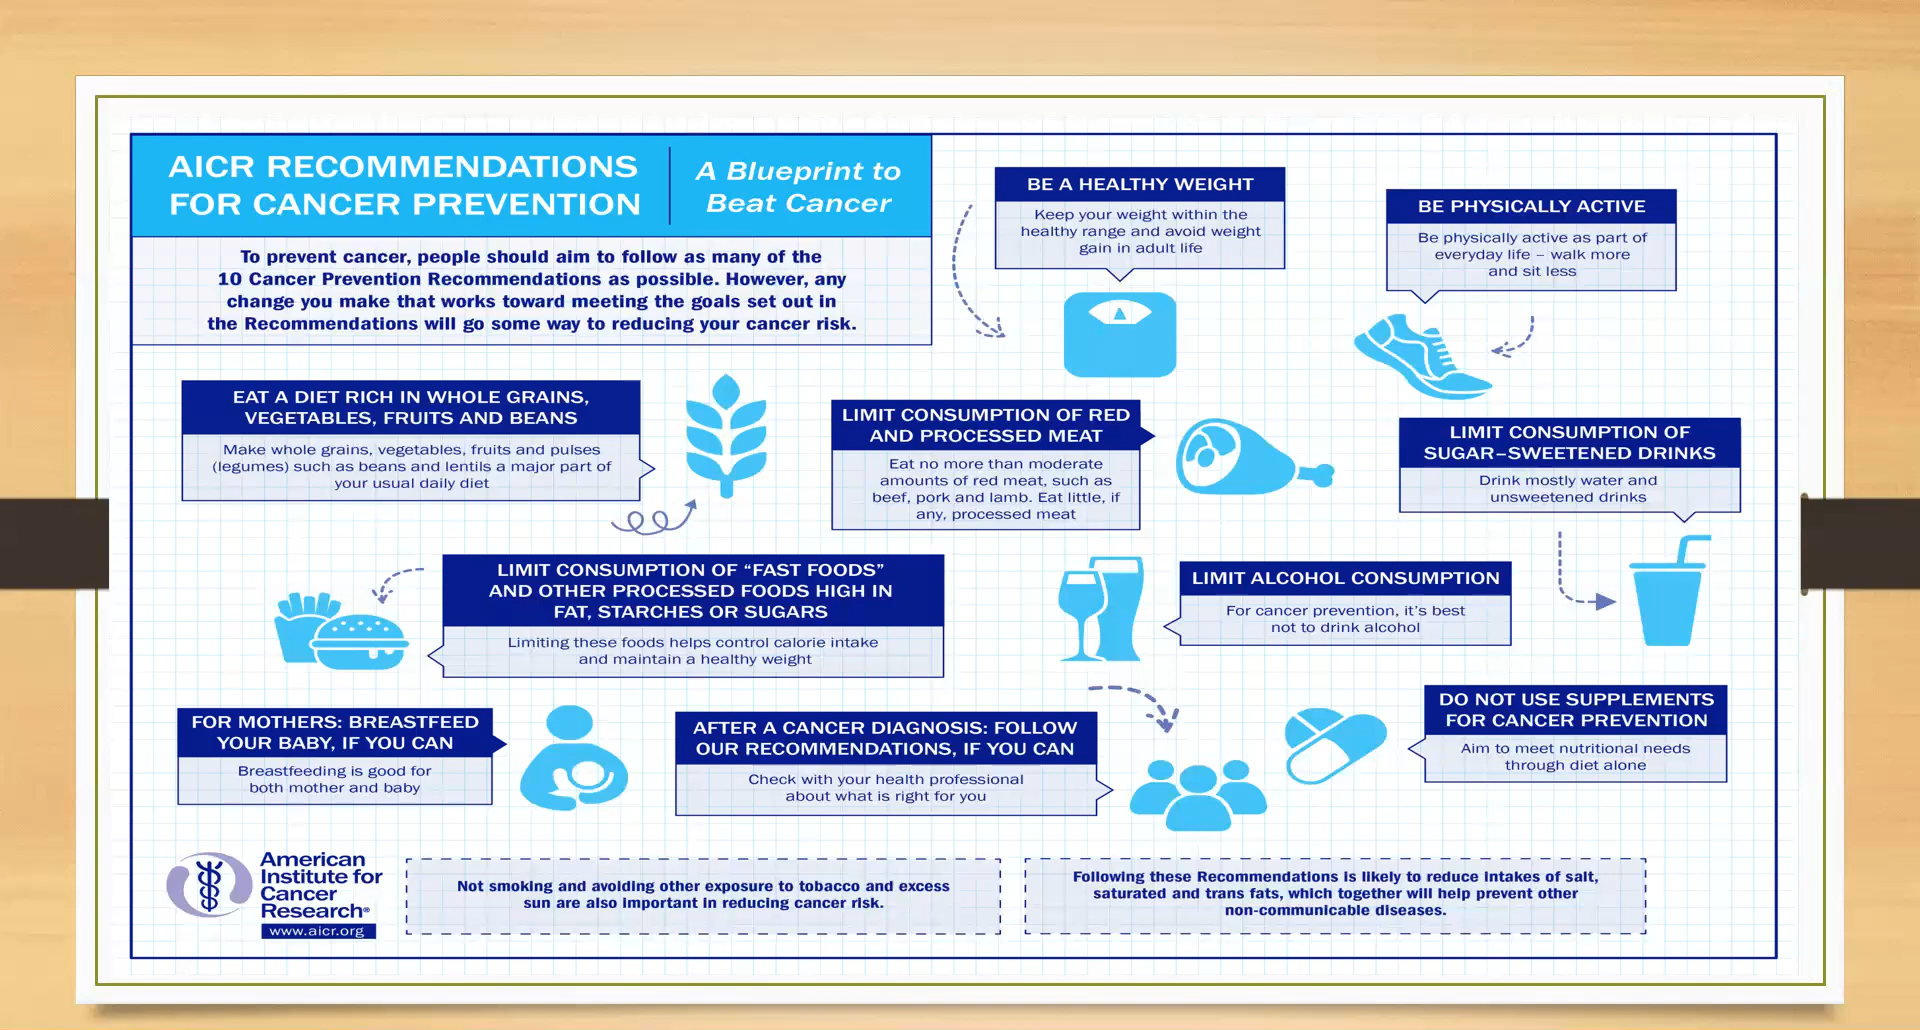 AICR RECOMMENDATIONS
FOR CANCER PREVENTION
A Blueprint to
Beat Cancer
To prevent cancer, people should aim to follow as many of the
10 Cancer Prevention Recommendations as possible. However, any
change you make that works toward meeting the goals set out in
the Recommendations will go some way to reducing your cancer risk.
BE A HEALTHY WEIGHT
Keep your weight within the
healthy range and avoid weight
gain in adult life
BE PHYSICALLY ACTIVE
Be physically active as part of
everyday life – walk more
and sit less
EAT A DIET RICH IN WHOLE GRAINS,
VEGETABLES, FRUITS AND BEANS
Make whole grains, vegetables, fruits and pulses
(legumes) such as beans and lentils a major part of
your usual daily diet
LIMIT CONSUMPTION OF RED
AND PROCESSED MEAT
Eat no more than moderate
amounts of red meat, such as
beef, pork and lamb. Eat little, if
any, processed meat
LIMIT CONSUMPTION OF
SUGAR–SWEETENED DRINKS
Drink mostly water and
unsweetened drinks
LIMIT CONSUMPTION OF “FAST FOODS”
AND OTHER PROCESSED FOODS HIGH IN
FAT, STARCHES OR SUGARS
Limiting these foods helps control calorie intake
and maintain a healthy weight
LIMIT ALCOHOL CONSUMPTION
For cancer prevention, it’s best
not to drink alcohol
FOR MOTHERS: BREASTFEED
YOUR BABY, IF YOU CAN
Breastfeeding is good for
both mother and baby
AFTER A CANCER DIAGNOSIS: FOLLOW
OUR RECOMMENDATIONS, IF YOU CAN
Check with your health professional
about what is right for you
DO NOT USE SUPPLEMENTS
FOR CANCER PREVENTION
Aim to meet nutritional needs
through diet alone
American
Institute for
Cancer
Research®
www.aicr.org
Not smoking and avoiding other exposure to tobacco and excess
sun are also important in reducing cancer risk.
Following these Recommendations is likely to reduce intakes of salt,
saturated and trans fats, which together will help prevent other
non-communicable diseases.